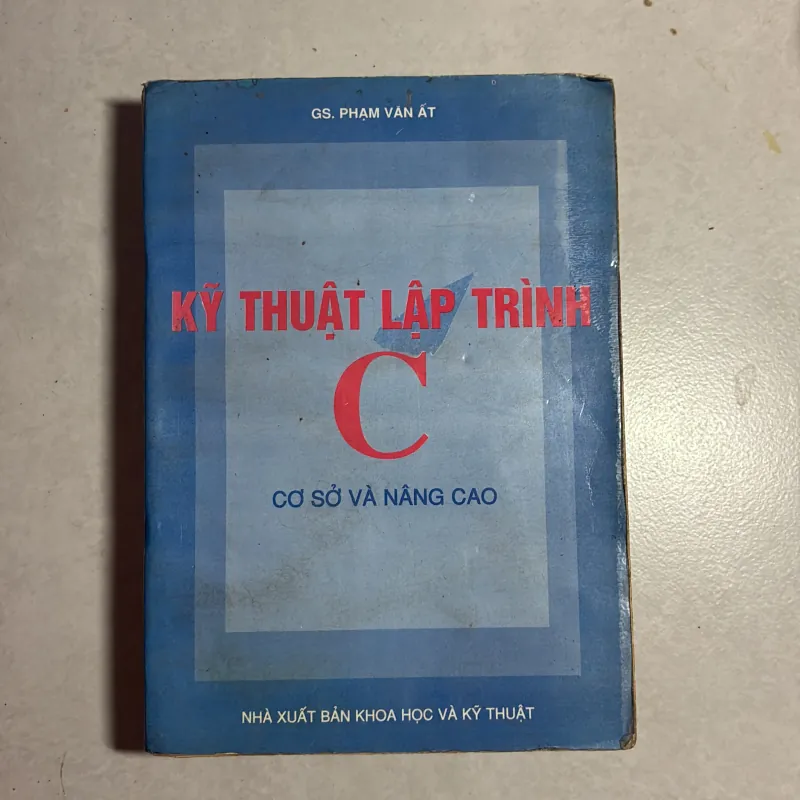 GS. PHẠM VĂN ẤT
KỸ THUẬT LẬP TRÌNH
C
CƠ SỞ VÀ NÂNG CAO
NHÀ XUẤT BẢN KHOA HỌC VÀ KỸ THUẬT